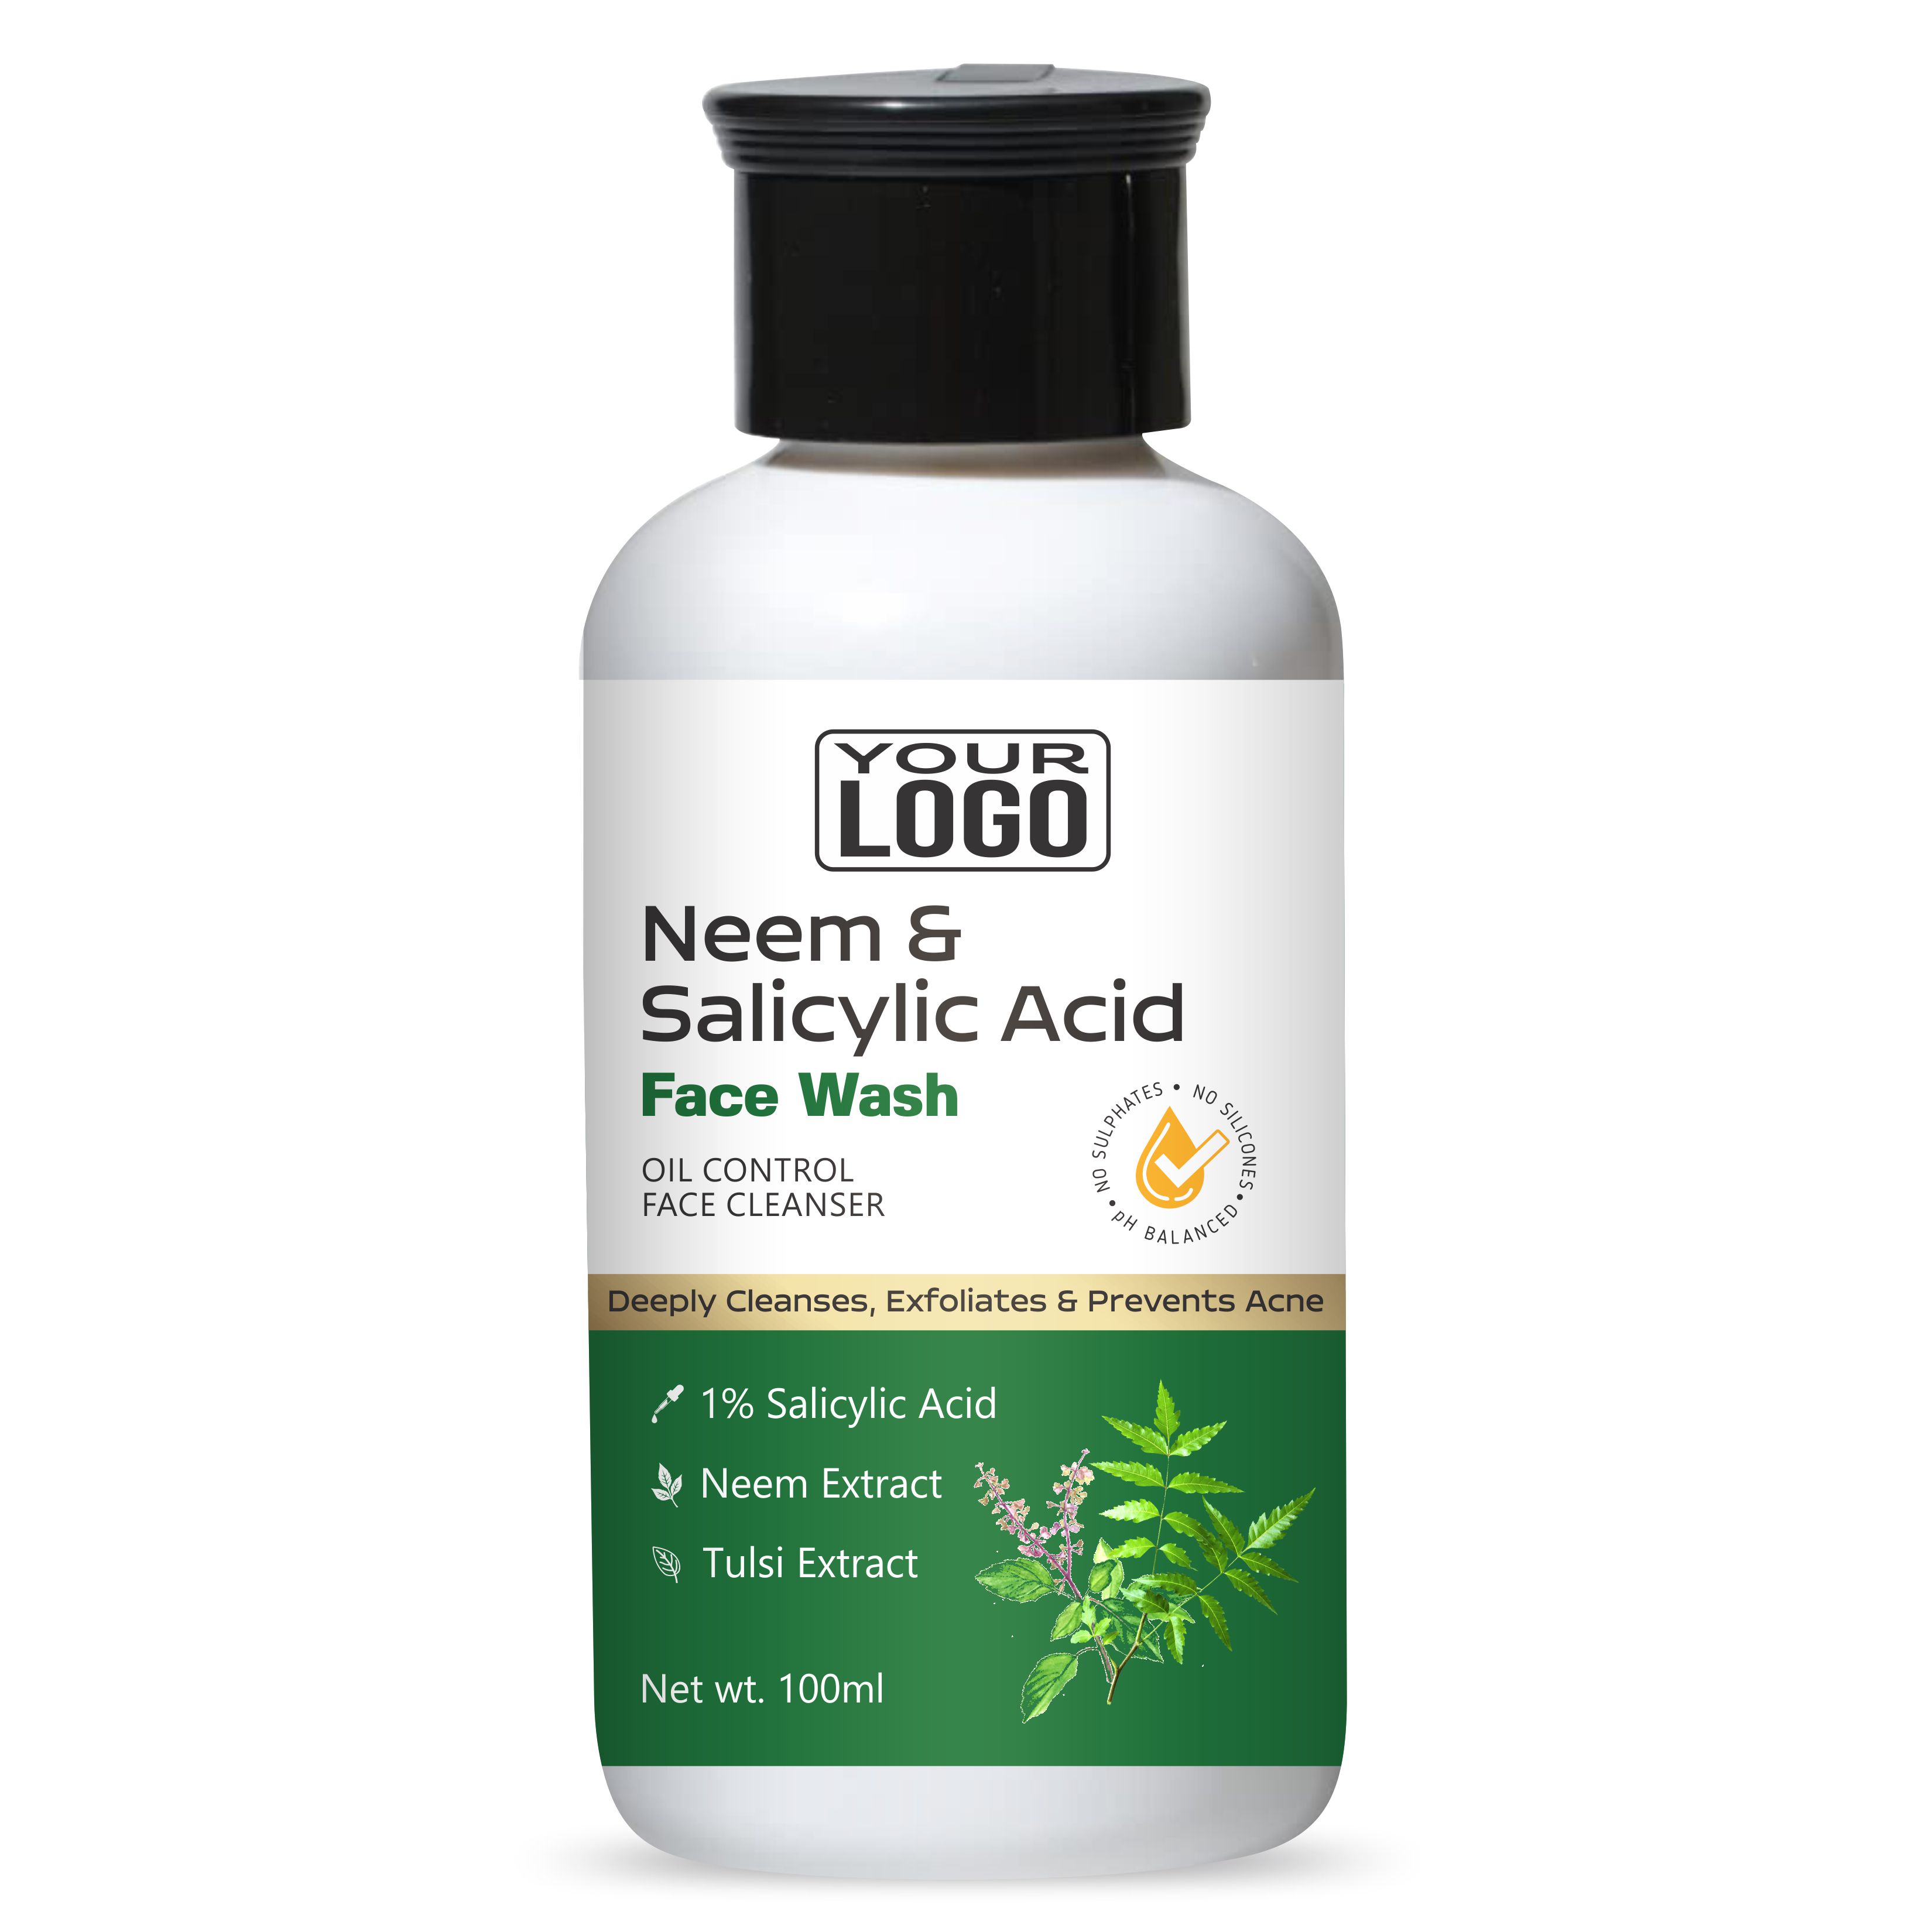 YOUR
LOGO
Neem &
Salicylic Acid
Face Wash
OIL CONTROL
FACE CLEANSER
NO SULPHATES • NO SILICONES • pH BALANCED •
Deeply Cleanses, Exfoliates & Prevents Acne
1% Salicylic Acid
Neem Extract
Tulsi Extract
Net wt. 100ml